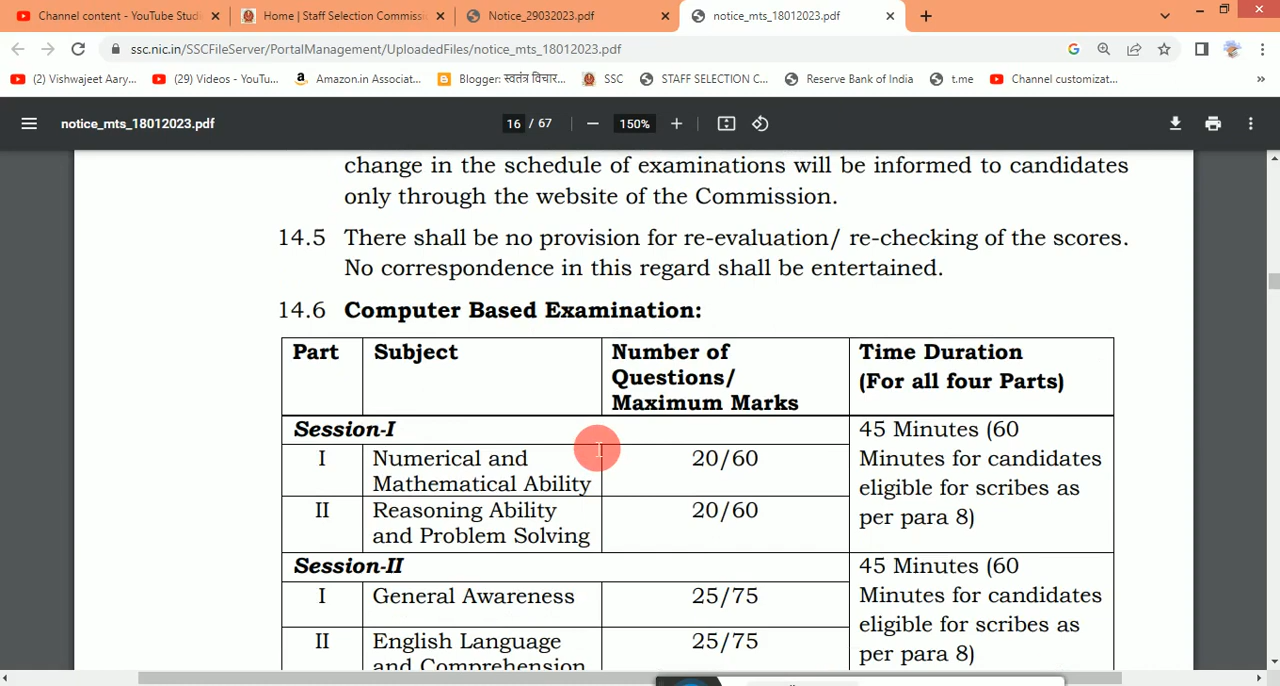 Channel content - YouTube Stud
Home | Staff Selection Commissi
Notice_29032023.pdf
notice_mts_18012023.pdf
ssc.nic.in/SSCFileServer/PortalManagement/UploadedFiles/notice_mts_18012023.pdf
(2) Vishwajeet Aary...
(29) Videos - YouTu...
Amazon.in Associat...
Blogger: स्वतंत्र विचार...
SSC
STAFF SELECTION C...
Reserve Bank of India
t.me
Channel customizat...
notice_mts_18012023.pdf
16 / 67
150%
change in the schedule of examinations will be informed to candidates
only through the website of the Commission.
14.5 There shall be no provision for re-evaluation/ re-checking of the scores.
No correspondence in this regard shall be entertained.
14.6 Computer Based Examination:
Part
Subject
Number of
Questions/
Maximum Marks
Time Duration
(For all four Parts)
Session-I
I
Numerical and
Mathematical Ability
20/60
II
Reasoning Ability
and Problem Solving
20/60
45 Minutes (60
Minutes for candidates
eligible for scribes as
per para 8)
Session-II
I
General Awareness
25/75
II
English Language
and Comprehension
25/75
45 Minutes (60
Minutes for candidates
eligible for scribes as
per para 8)